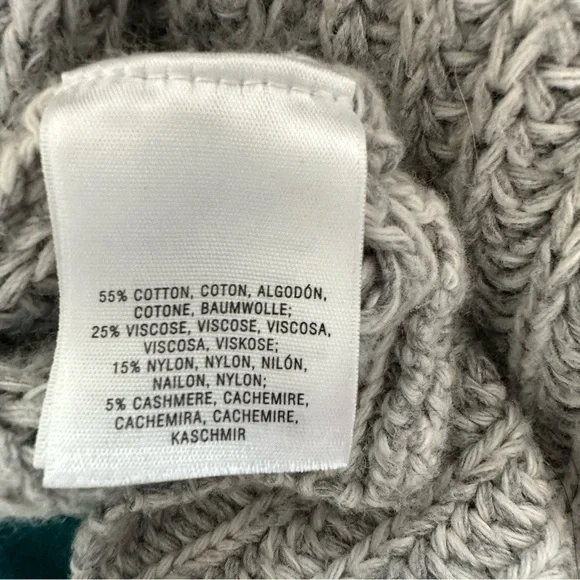 55% COTTON, COTON, ALGODÓN,
COTONE, BAUMWOLLE;
25% VISCOSE, VISCOSE, VISCOSA,
VISCOSA, VISKOSE;
15% NYLON, NYLON, NILÓN,
NAILON, NYLON;
5% CASHMERE, CACHEMIRE,
CACHEMIRA, CACHEMIRE,
KASCHMIR